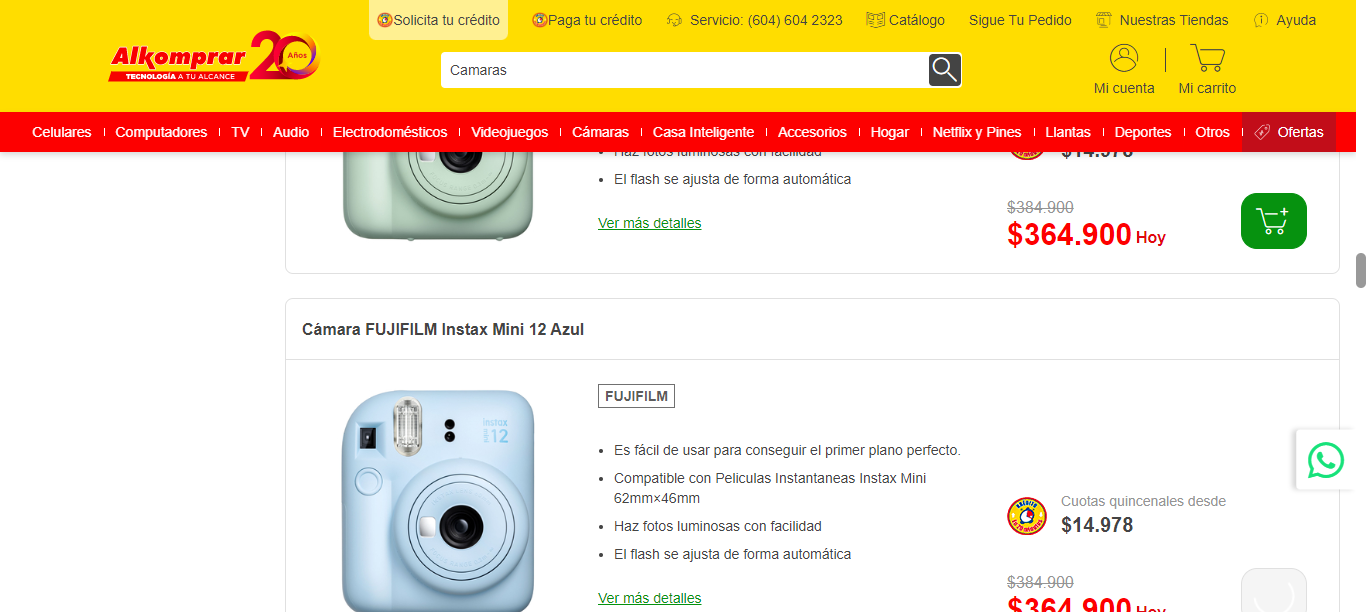 Solicita tu crédito
Paga tu crédito
Servicio: (604) 604 2323
Catálogo
Sigue Tu Pedido
Nuestras Tiendas
Ayuda
Alkomprar
TECNOLOGÍA A TU ALCANCE
20 Años
Camaras
Mi cuenta
Mi carrito
Celulares
Computadores
TV
Audio
Electrodomésticos
Videojuegos
Cámaras
Casa Inteligente
Accesorios
Hogar
Netflix y Pines
Llantas
Deportes
Otros
Ofertas
Haz fotos luminosas con facilidad
El flash se ajusta de forma automática
Ver más detalles
$14.978
$384.900
$364.900 Hoy
Cámara FUJIFILM Instax Mini 12 Azul
instax
12
FUJIFILM
Es fácil de usar para conseguir el primer plano perfecto.
Compatible con Peliculas Instantaneas Instax Mini
62mm×46mm
Haz fotos luminosas con facilidad
El flash se ajusta de forma automática
Ver más detalles
Cuotas quincenales desde
$14.978
$384.900
$364.900 Hoy